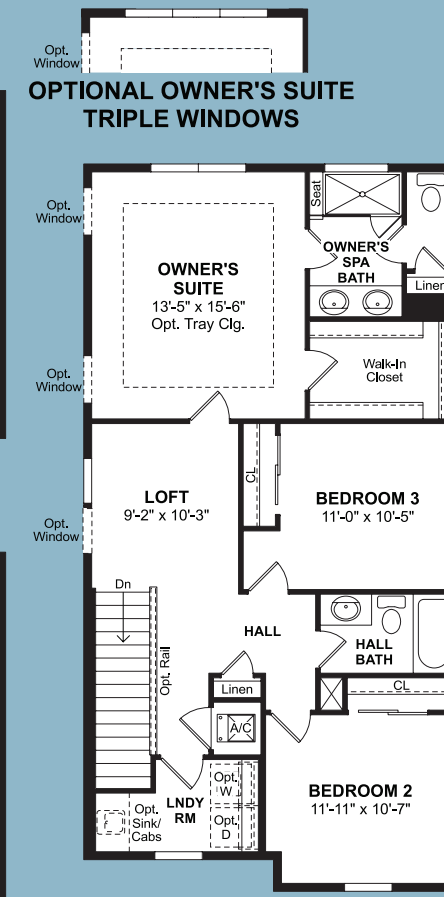 Opt.
Window
OPTIONAL OWNER'S SUITE
TRIPLE WINDOWS
Opt.
Window
Seat
OWNER'S
SPA
BATH
Linen
OWNER'S
SUITE
13'-5" x 15'-6"
Opt. Tray Clg.
Opt.
Window
Walk-In
Closet
CL
LOFT
9'-2" x 10'-3"
BEDROOM 3
11'-0" x 10'-5"
Opt.
Window
Dn
HALL
HALL
BATH
Opt. Rail
Linen
CL
A/C
Opt.
W
LNDY
RM
Opt.
Sink/
Cabs
Opt.
D
BEDROOM 2
11'-11" x 10'-7"